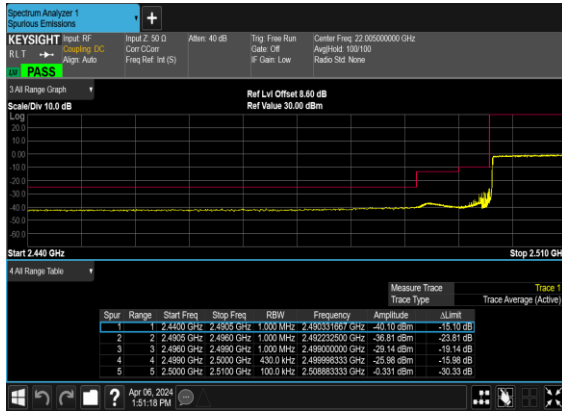 Spectrum Analyzer 1
Spurious Emissions
+
KEYSIGHT Input: RF Input Z: 50 Ω Atten: 40 dB Trig: Free Run Center Freq: 22.005000000 GHz
R L T Coupling: DC Corr CCorr Gate: Off Avg|Hold: 100/100
Align: Auto Freq Ref: Int (S) IF Gain: Low Radio Std: None
PASS
3 All Range Graph
Ref Lvl Offset 8.60 dB
Scale/Div 10.0 dB Ref Value 30.00 dBm
Log
20.0
10.0
0.00
-10.0
-20.0
-30.0
-40.0
-50.0
-60.0
Start 2.440 GHz Stop 2.510 GH
4 All Range Table
Measure Trace Trace 1
Trace Type Trace Average (Active)
Spur Range Start Freq Stop Freq RBW Frequency Amplitude ΔLimit
1 1 2.4400 GHz 2.4905 GHz 1.000 MHz 2.490331667 GHz -40.10 dBm -15.10 dB
2 2 2.4905 GHz 2.4960 GHz 1.000 MHz 2.492232500 GHz -36.81 dBm -23.81 dB
3 3 2.4960 GHz 2.4990 GHz 1.000 MHz 2.499000000 GHz -29.14 dBm -19.14 dB
4 4 2.4990 GHz 2.5000 GHz 430.0 kHz 2.499998333 GHz -25.98 dBm -15.98 dB
5 5 2.5000 GHz 2.5100 GHz 100.0 kHz 2.508883333 GHz -0.331 dBm -30.33 dB
? Apr 06, 2024
1:51:18 PM